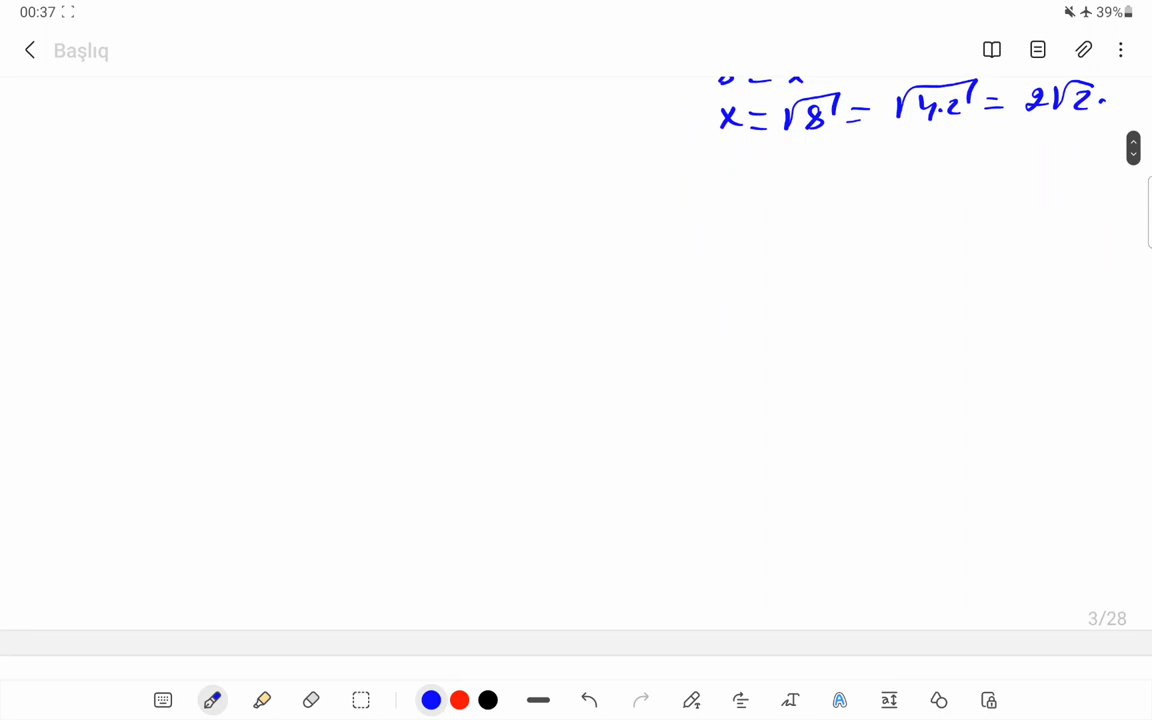 00:37 39%
Başlıq
x = √8 = √4·2 = 2√2.
3/28